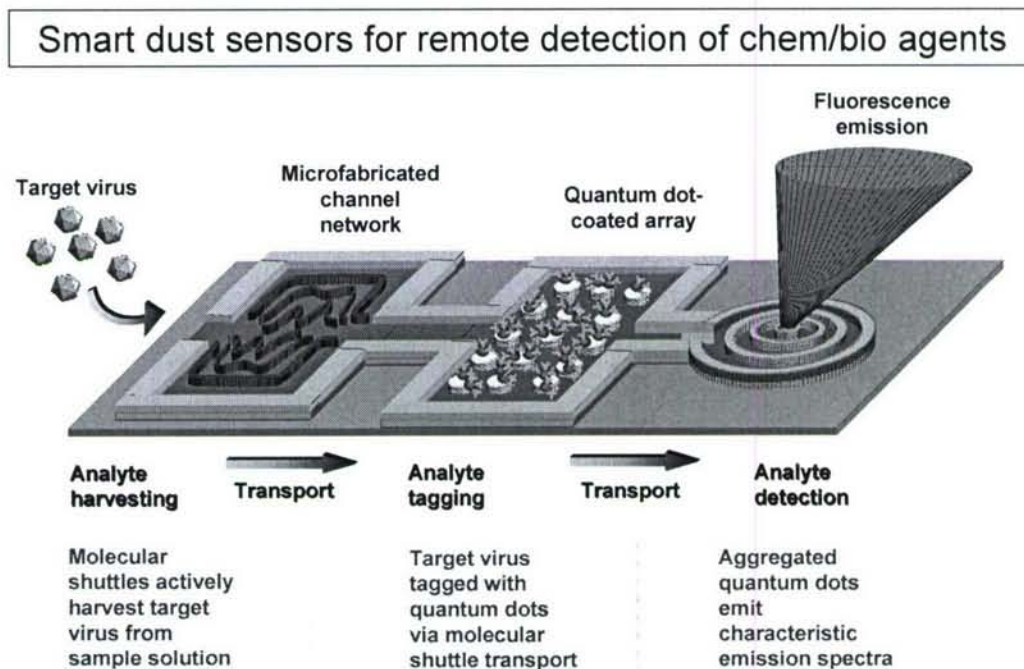 Smart dust sensors for remote detection of chem/bio agents
Fluorescence
emission
Target virus
Microfabricated
channel
network
Quantum dot-
coated array
Analyte
harvesting
Transport
Analyte
tagging
Transport
Analyte
detection
Molecular
shuttles actively
harvest target
virus from
sample solution
Target virus
tagged with
quantum dots
via molecular
shuttle transport
Aggregated
quantum dots
emit
characteristic
emission spectra